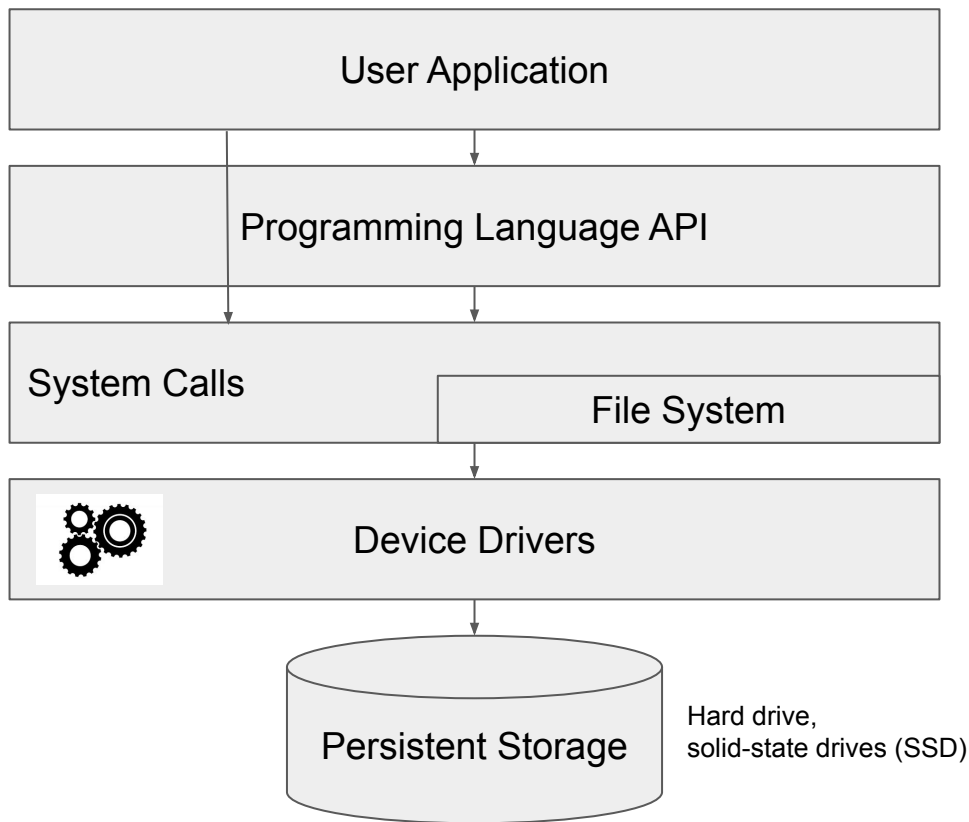 User Application
Programming Language API
System Calls
File System
Device Drivers
Persistent Storage
Hard drive,
solid-state drives (SSD)